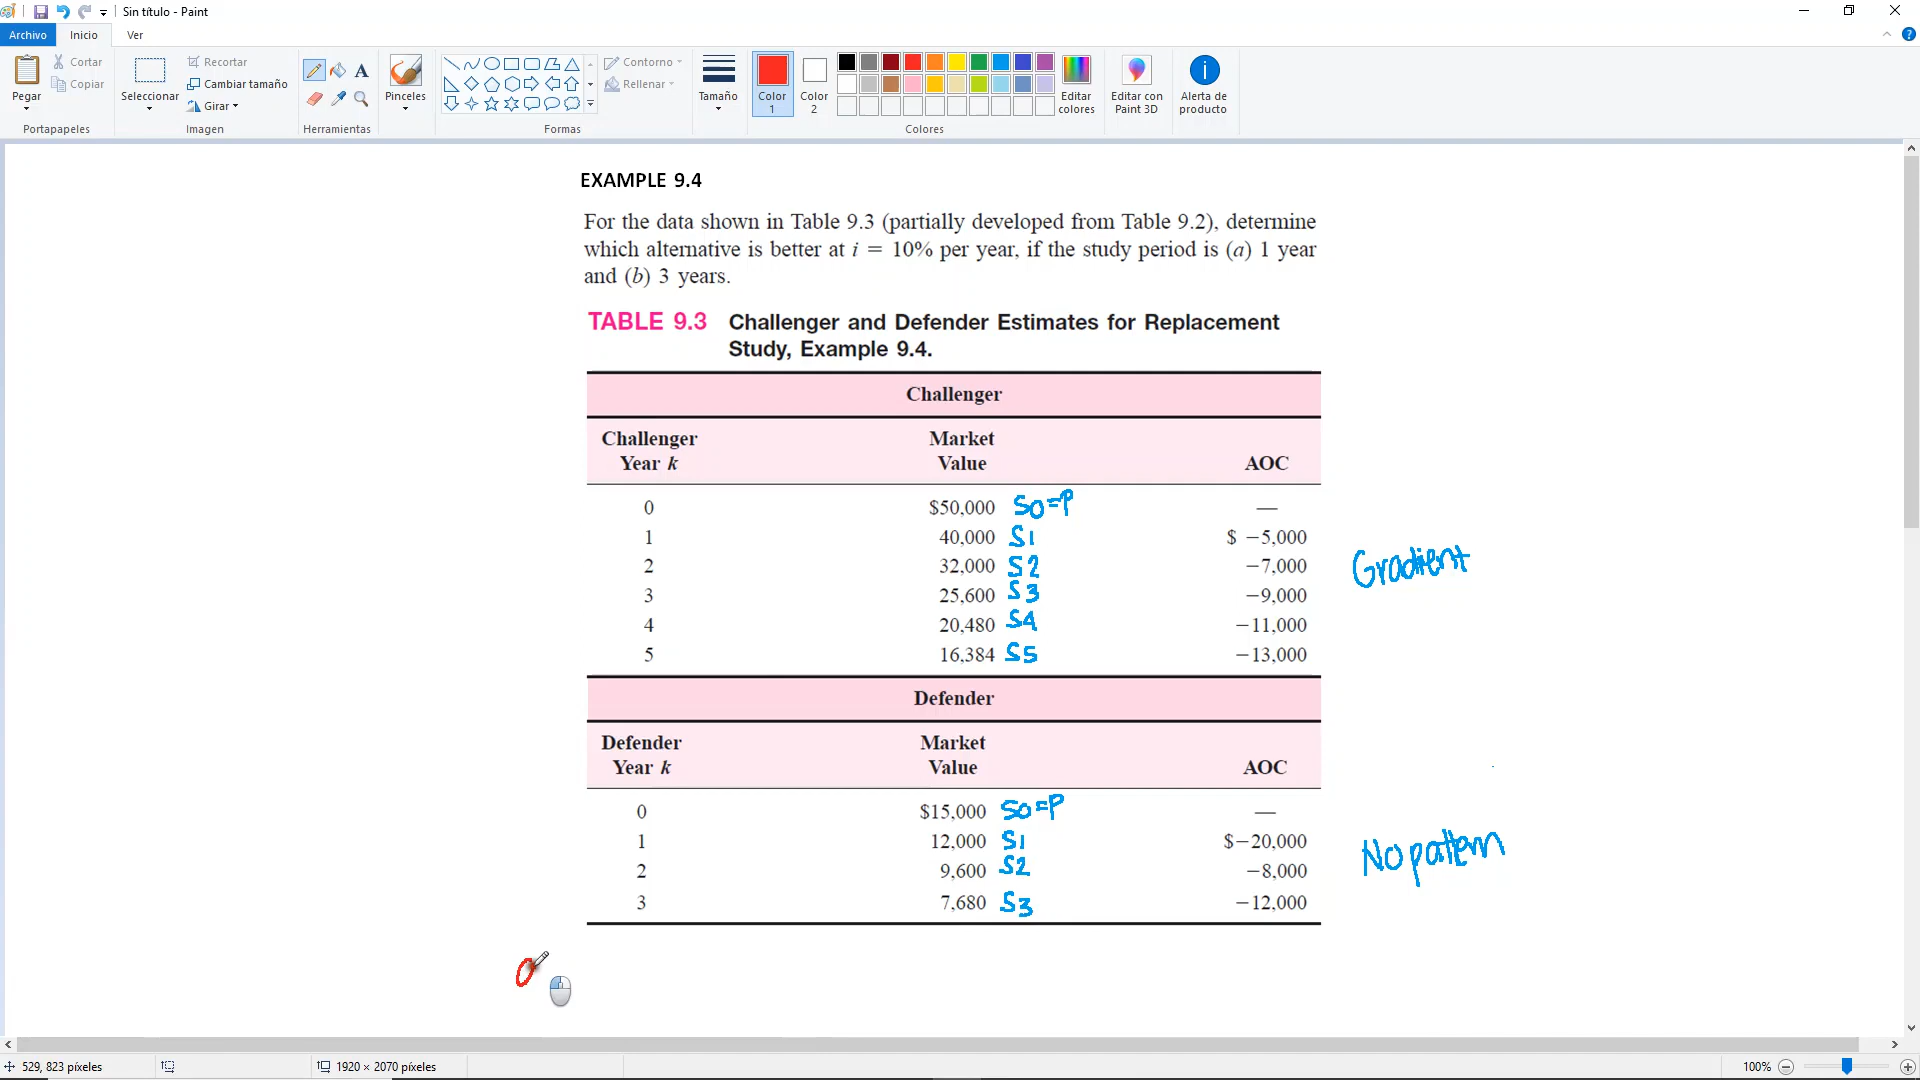 Sin título - Paint
Archivo Inicio Ver
Pegar
Cortar
Copiar
Portapapeles
Seleccionar
Recortar
Cambiar tamaño
Girar
Imagen
A
Herramientas
Pinceles
Contorno
Rellenar
Formas
Tamaño
Color 1
Color 2
Editar colores
Colores
Editar con Paint 3D
Alerta de producto
EXAMPLE 9.4
For the data shown in Table 9.3 (partially developed from Table 9.2), determine
which alternative is better at i = 10% per year, if the study period is (a) 1 year
and (b) 3 years.
TABLE 9.3 Challenger and Defender Estimates for Replacement
Study, Example 9.4.
Challenger
Challenger Year k Market Value AOC
0 $50,000 S0=P —
1 40,000 S1 $ −5,000
2 32,000 S2 −7,000
Gradient
3 25,600 S3 −9,000
4 20,480 S4 −11,000
5 16,384 S5 −13,000
Defender
Defender Year k Market Value AOC
0 $15,000 S0=P —
1 12,000 S1 $−20,000
No pattern
2 9,600 S2 −8,000
3 7,680 S3 −12,000
529, 823 píxeles
1920 × 2070 píxeles
100%